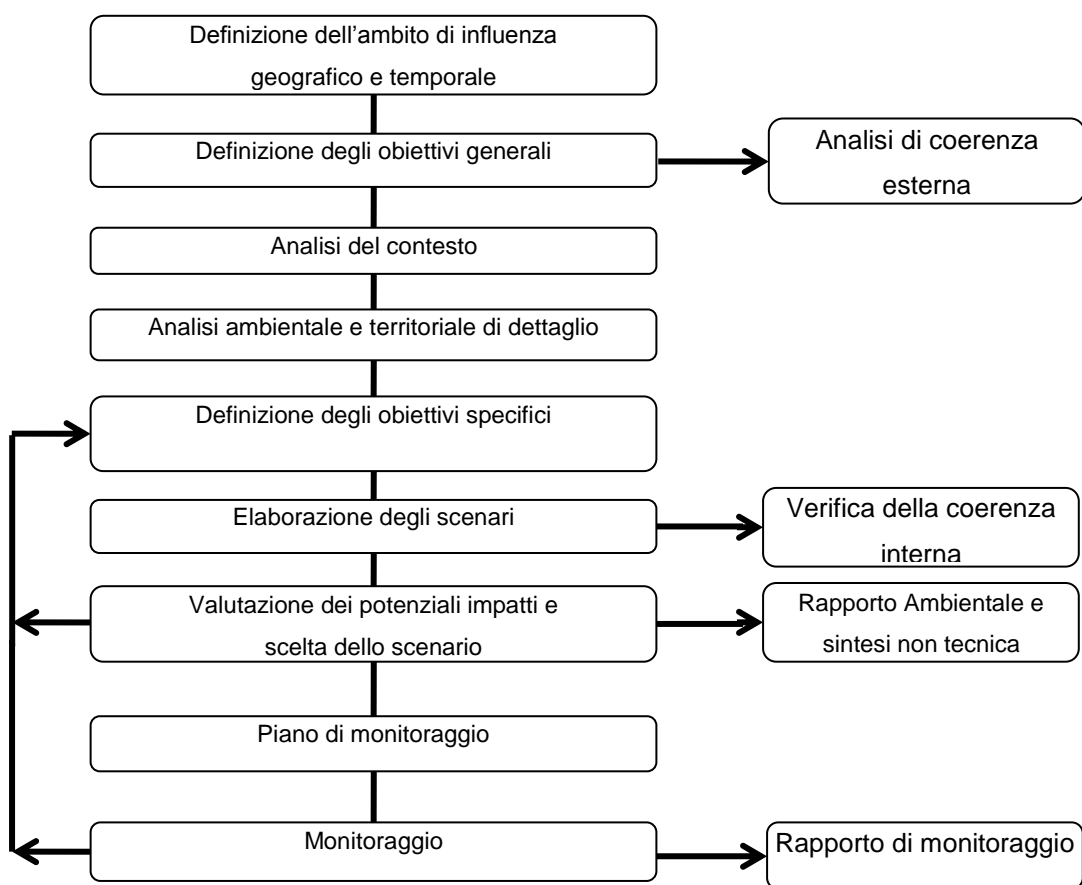 Definizione dell’ambito di influenza
geografico e temporale
Definizione degli obiettivi generali
Analisi di coerenza
esterna
Analisi del contesto
Analisi ambientale e territoriale di dettaglio
Definizione degli obiettivi specifici
Elaborazione degli scenari
Verifica della coerenza
interna
Valutazione dei potenziali impatti e
scelta dello scenario
Rapporto Ambientale e
sintesi non tecnica
Piano di monitoraggio
Monitoraggio
Rapporto di monitoraggio